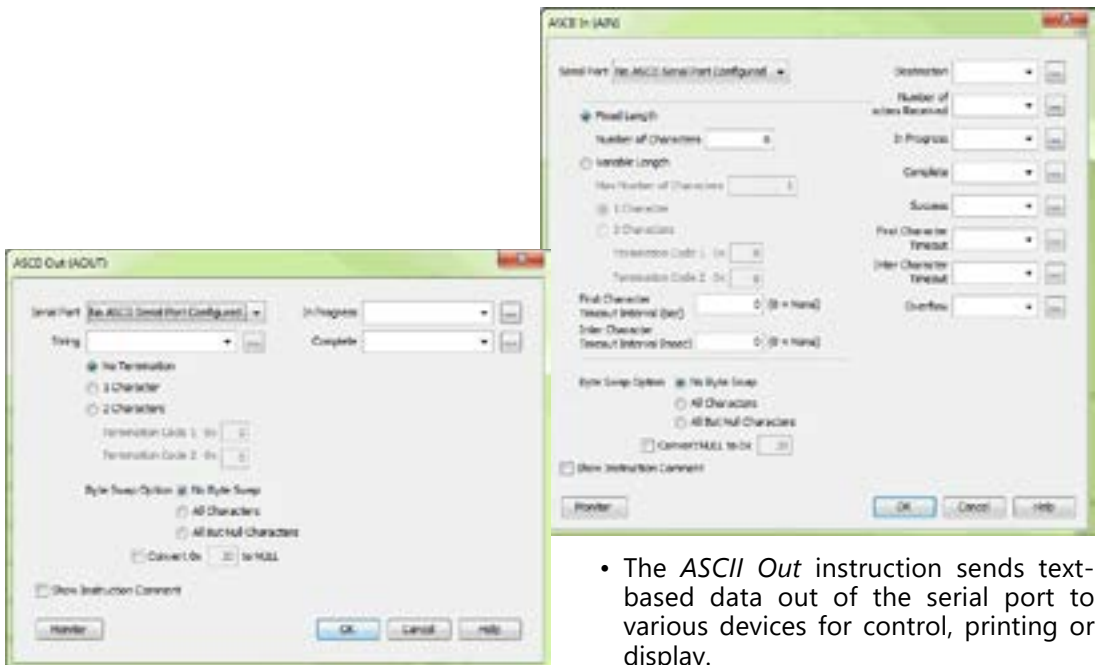 ASCII In (AIN)
Serial Port No ASCII Serial Port Configured
Destination
Fixed Length
Number of
Number of Characters
In Progress
Variable Length
Complete
Max Number of Characters
1 Character
Success
2 Characters
First Character
Timeout
Termination Code 1 0x
Termination Code 2 0x
Inter Character
Timeout
First Character
Timeout Interval (sec) 0 (0 = None)
Overflow
Inter Character
Timeout Interval (msec) 0 (0 = None)
Byte Swap Option No Byte Swap
All Characters
All But Null Characters
Convert NULL to 0x
Show Instruction Comment
Monitor OK Cancel Help
ASCII Out (AOUT)
Serial Port No ASCII Serial Port Configured In Progress
String Complete
No Termination
1 Character
2 Characters
Termination Code 1 0x
Termination Code 2 0x
Byte Swap Option No Byte Swap
All Characters
All But Null Characters
Convert 0x to NULL
Show Instruction Comment
Monitor OK Cancel Help
• The ASCII Out instruction sends text-
based data out of the serial port to
various devices for control, printing or
display.